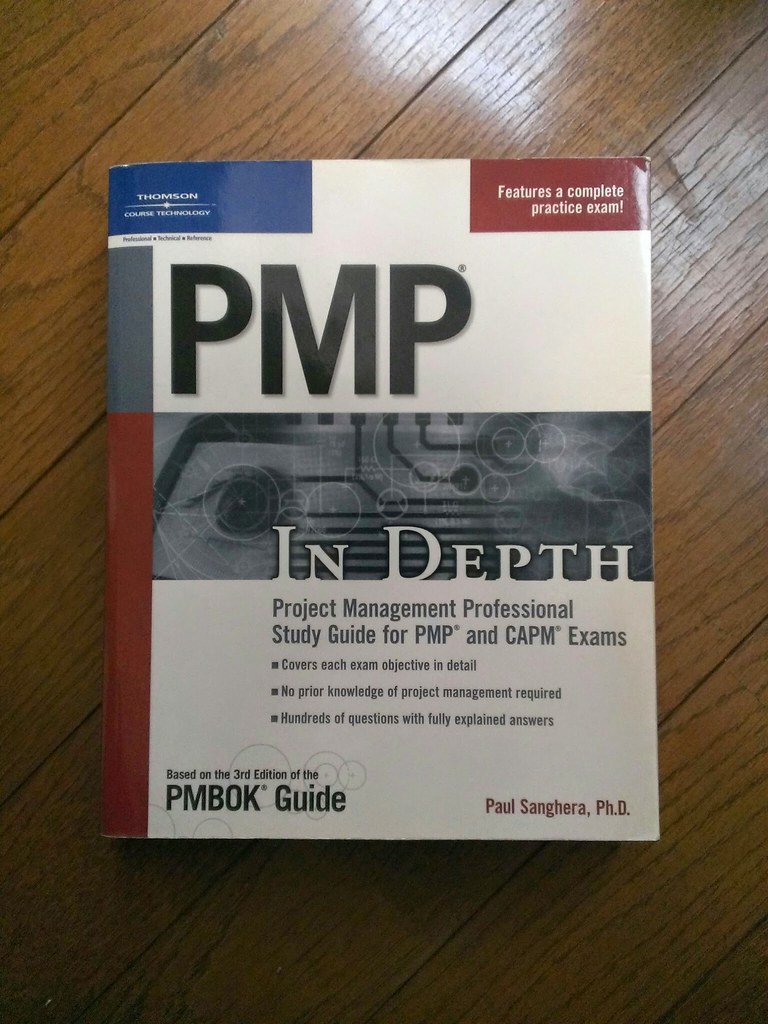 THOMSON
COURSE TECHNOLOGY
Professional ■ Technical ■ Reference
Features a complete
practice exam!
PMP®
IN DEPTH
Project Management Professional
Study Guide for PMP® and CAPM® Exams
■ Covers each exam objective in detail
■ No prior knowledge of project management required
■ Hundreds of questions with fully explained answers
Based on the 3rd Edition of the
PMBOK® Guide
Paul Sanghera, Ph.D.